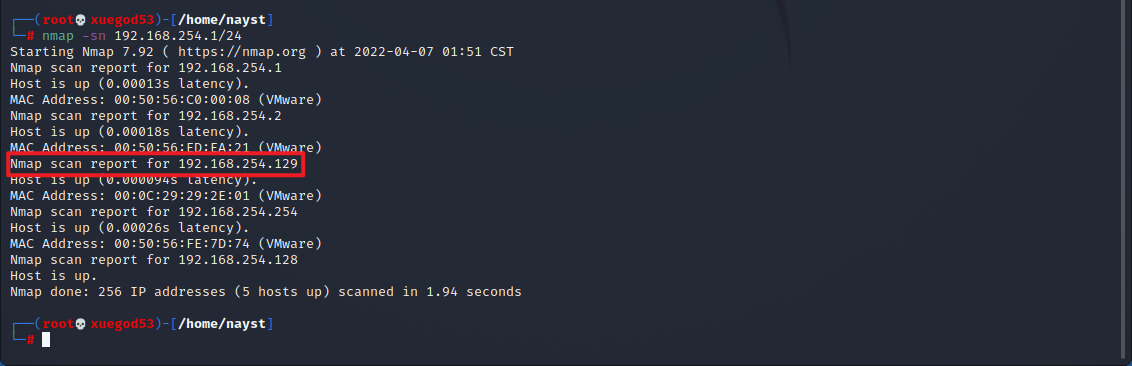 ┌──(root💀xuegod53)-[/home/nayst]
└─# nmap -sn 192.168.254.1/24
Starting Nmap 7.92 ( https://nmap.org ) at 2022-04-07 01:51 CST
Nmap scan report for 192.168.254.1
Host is up (0.00013s latency).
MAC Address: 00:50:56:C0:00:08 (VMware)
Nmap scan report for 192.168.254.2
Host is up (0.00018s latency).
MAC Address: 00:50:56:ED:EA:21 (VMware)
Nmap scan report for 192.168.254.129
Host is up (0.000094s latency).
MAC Address: 00:0C:29:29:2E:01 (VMware)
Nmap scan report for 192.168.254.254
Host is up (0.00026s latency).
MAC Address: 00:50:56:FE:7D:74 (VMware)
Nmap scan report for 192.168.254.128
Host is up.
Nmap done: 256 IP addresses (5 hosts up) scanned in 1.94 seconds
┌──(root💀xuegod53)-[/home/nayst]
└─#